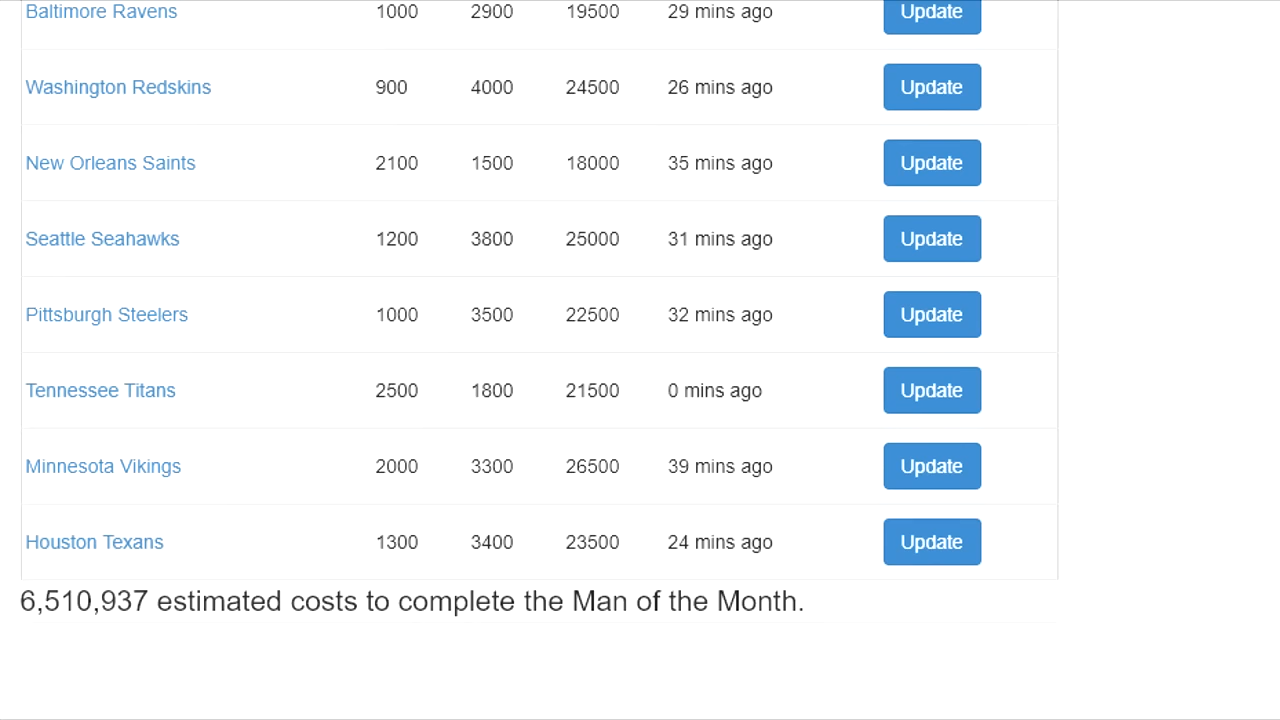 Baltimore Ravens 1000 2900 19500 29 mins ago Update
Washington Redskins 900 4000 24500 26 mins ago Update
New Orleans Saints 2100 1500 18000 35 mins ago Update
Seattle Seahawks 1200 3800 25000 31 mins ago Update
Pittsburgh Steelers 1000 3500 22500 32 mins ago Update
Tennessee Titans 2500 1800 21500 0 mins ago Update
Minnesota Vikings 2000 3300 26500 39 mins ago Update
Houston Texans 1300 3400 23500 24 mins ago Update
6,510,937 estimated costs to complete the Man of the Month.